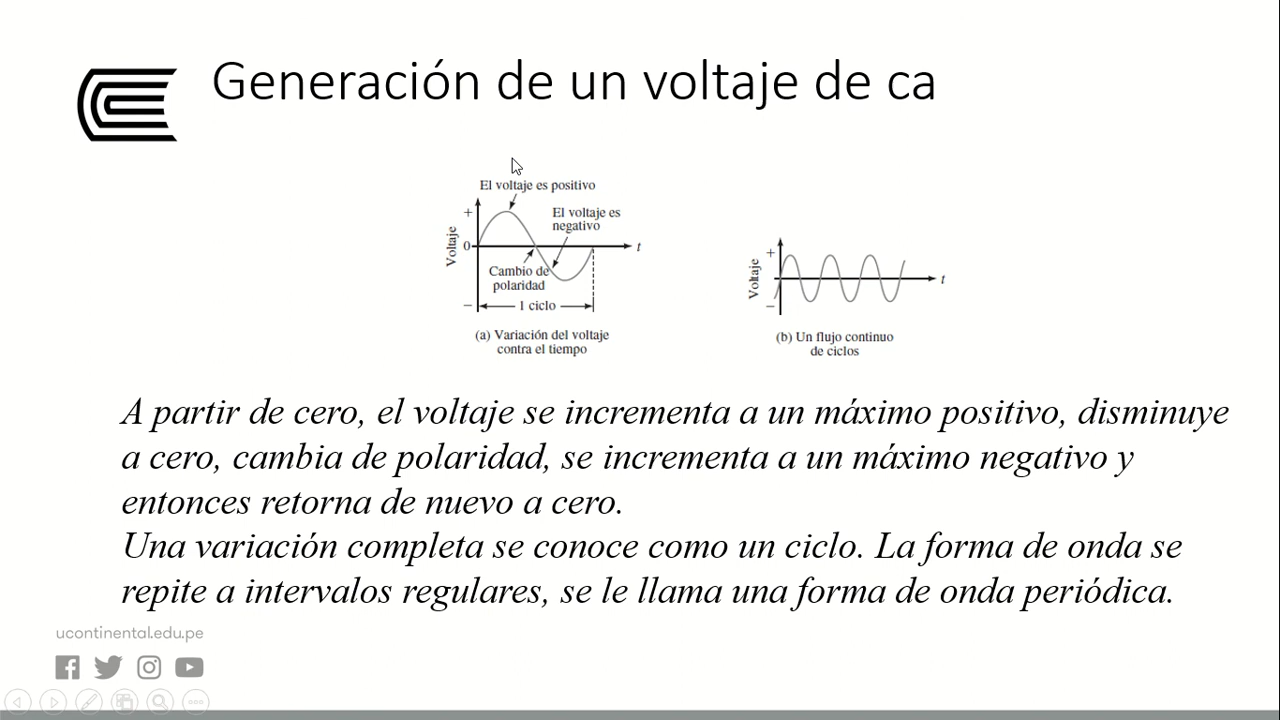 Generación de un voltaje de ca
El voltaje es positivo
El voltaje es
negativo
+
Voltaje
0
t
Cambio de
polaridad
−
1 ciclo
(a) Variación del voltaje
contra el tiempo
+
Voltaje
t
−
(b) Un flujo continuo
de ciclos
A partir de cero, el voltaje se incrementa a un máximo positivo, disminuye
a cero, cambia de polaridad, se incrementa a un máximo negativo y
entonces retorna de nuevo a cero.
Una variación completa se conoce como un ciclo. La forma de onda se
repite a intervalos regulares, se le llama una forma de onda periódica.
ucontinental.edu.pe